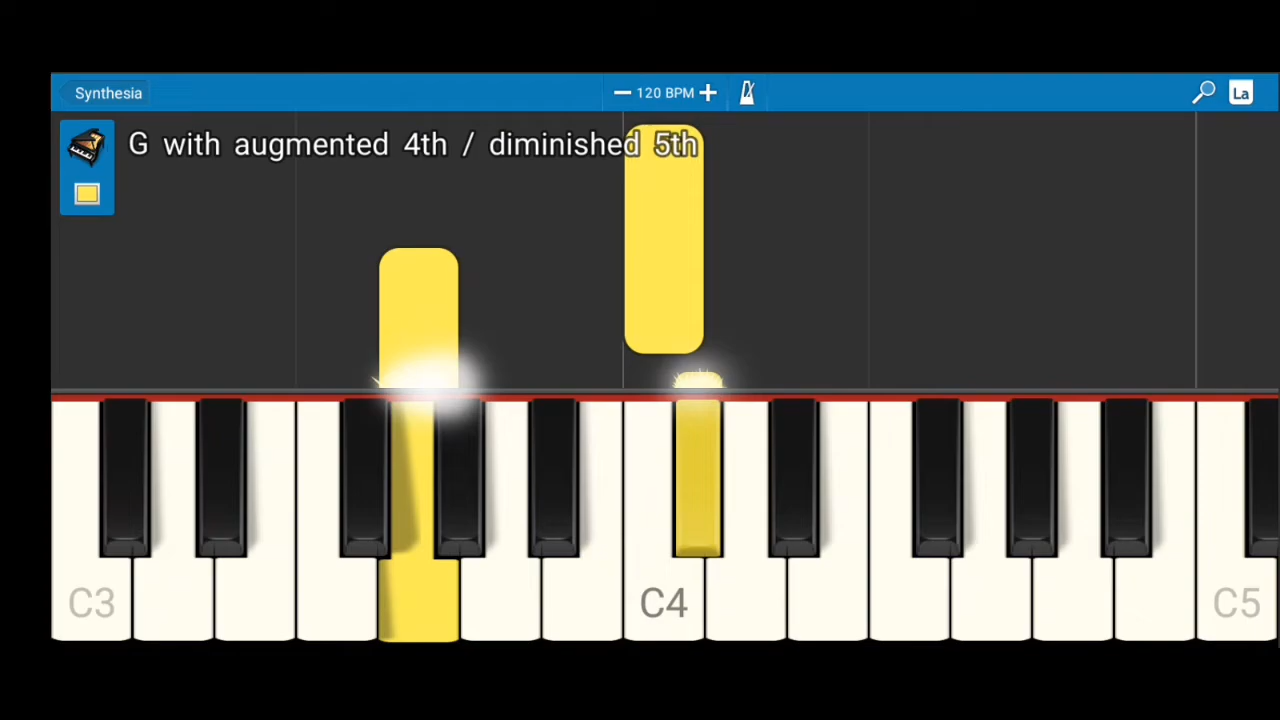 Synthesia
120 BPM
La
G with augmented 4th / diminished 5th
C3
C4
C5